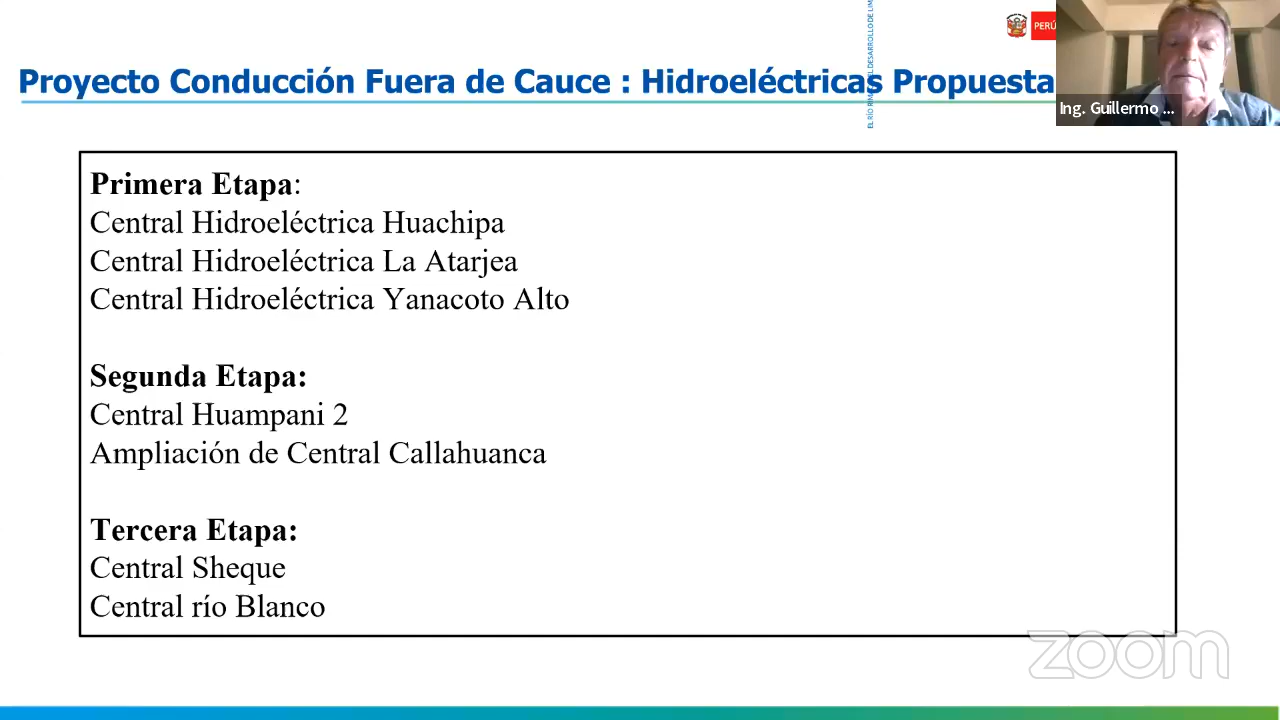 PERÚ
Proyecto Conducción Fuera de Cauce : Hidroeléctricas Propuesta
Ing. Guillermo ...
Primera Etapa:
Central Hidroeléctrica Huachipa
Central Hidroeléctrica La Atarjea
Central Hidroeléctrica Yanacoto Alto
Segunda Etapa:
Central Huampani 2
Ampliación de Central Callahuanca
Tercera Etapa:
Central Sheque
Central río Blanco
zoom